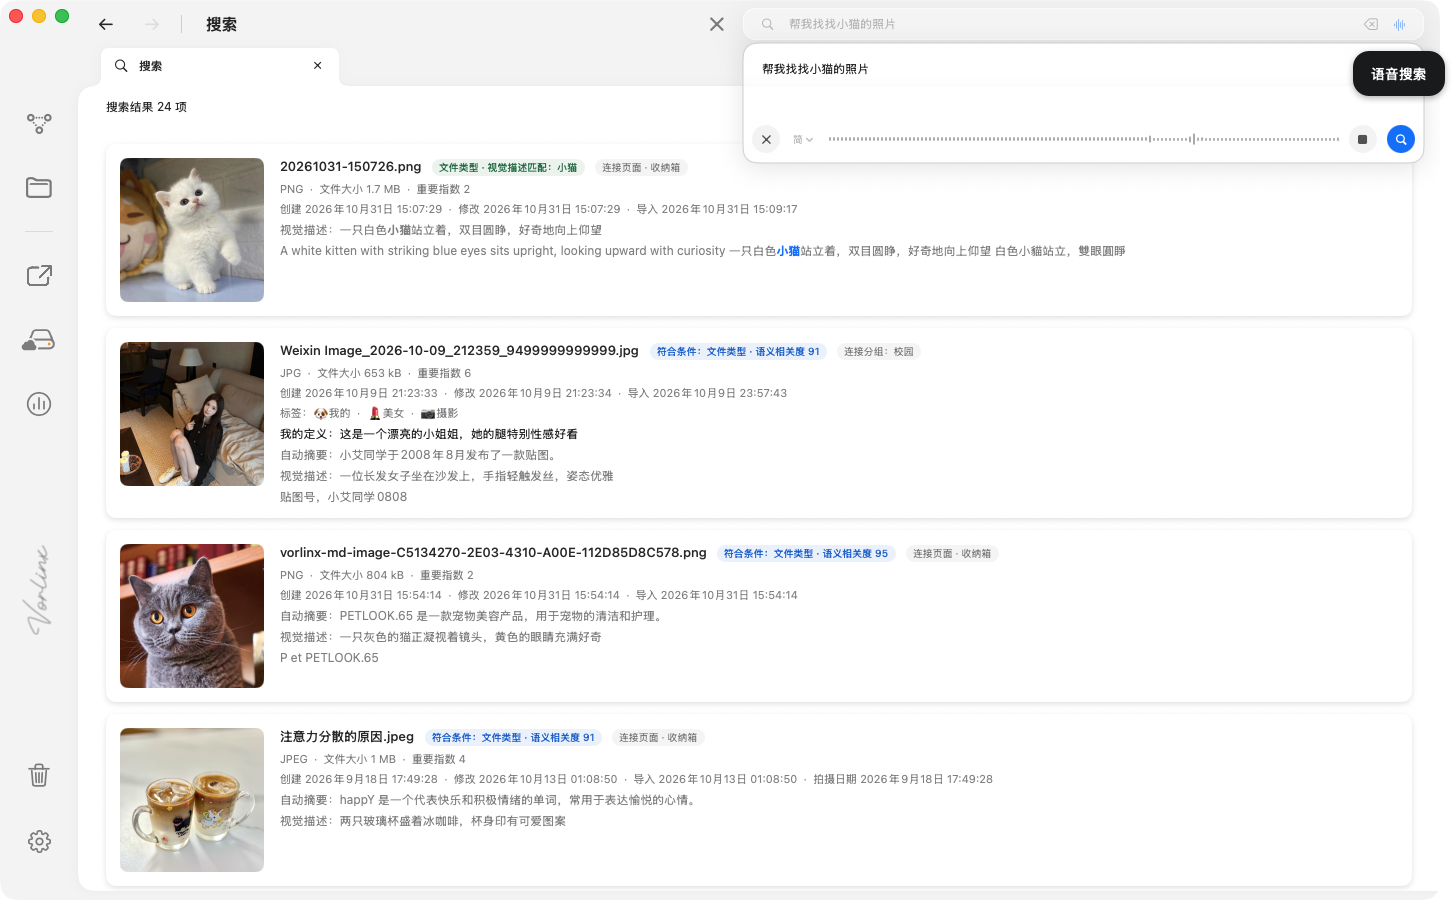 搜索
帮我找找小猫的照片
搜索
帮我找找小猫的照片
语音搜索
简
搜索结果 24 项
20261031-150726.png 文件类型 · 视觉描述匹配：小猫 连接页面 · 收纳箱
PNG · 文件大小 1.7 MB · 重要指数 2
创建 2026年10月31日 15:07:29 · 修改 2026年10月31日 15:07:29 · 导入 2026年10月31日 15:09:17
视觉描述：一只白色小猫站立着，双目圆睁，好奇地向上仰望
A white kitten with striking blue eyes sits upright, looking upward with curiosity 一只白色小猫站立着，双目圆睁，好奇地向上仰望 白色小貓站立，雙眼圓睜
Weixin Image_2026-10-09_212359_9499999999999.jpg 符合条件：文件类型 · 语义相关度 91 连接分组：校园
JPG · 文件大小 653 kB · 重要指数 6
创建 2026年10月9日 21:23:33 · 修改 2026年10月9日 21:23:34 · 导入 2026年10月9日 23:57:43
标签：🐶我的 · 💄美女 · 📷摄影
我的定义：这是一个漂亮的小姐姐，她的腿特别性感好看
自动摘要：小艾同学于2008年8月发布了一款贴图。
视觉描述：一位长发女子坐在沙发上，手指轻触发丝，姿态优雅
贴图号，小艾同学0808
vorlinx-md-image-C5134270-2E03-4310-A00E-112D85D8C578.png 符合条件：文件类型 · 语义相关度 95 连接页面 · 收纳箱
PNG · 文件大小 804 kB · 重要指数 2
创建 2026年10月31日 15:54:14 · 修改 2026年10月31日 15:54:14 · 导入 2026年10月31日 15:54:14
自动摘要：PETLOOK.65 是一款宠物美容产品，用于宠物的清洁和护理。
视觉描述：一只灰色的猫正凝视着镜头，黄色的眼睛充满好奇
P et PETLOOK.65
注意力分散的原因.jpeg 符合条件：文件类型 · 语义相关度 91 连接页面 · 收纳箱
JPEG · 文件大小 1 MB · 重要指数 4
创建 2026年9月18日 17:49:28 · 修改 2026年10月13日 01:08:50 · 导入 2026年10月13日 01:08:50 · 拍摄日期 2026年9月18日 17:49:28
自动摘要：happY 是一个代表快乐和积极情绪的单词，常用于表达愉悦的心情。
视觉描述：两只玻璃杯盛着冰咖啡，杯身印有可爱图案
Vorlinx